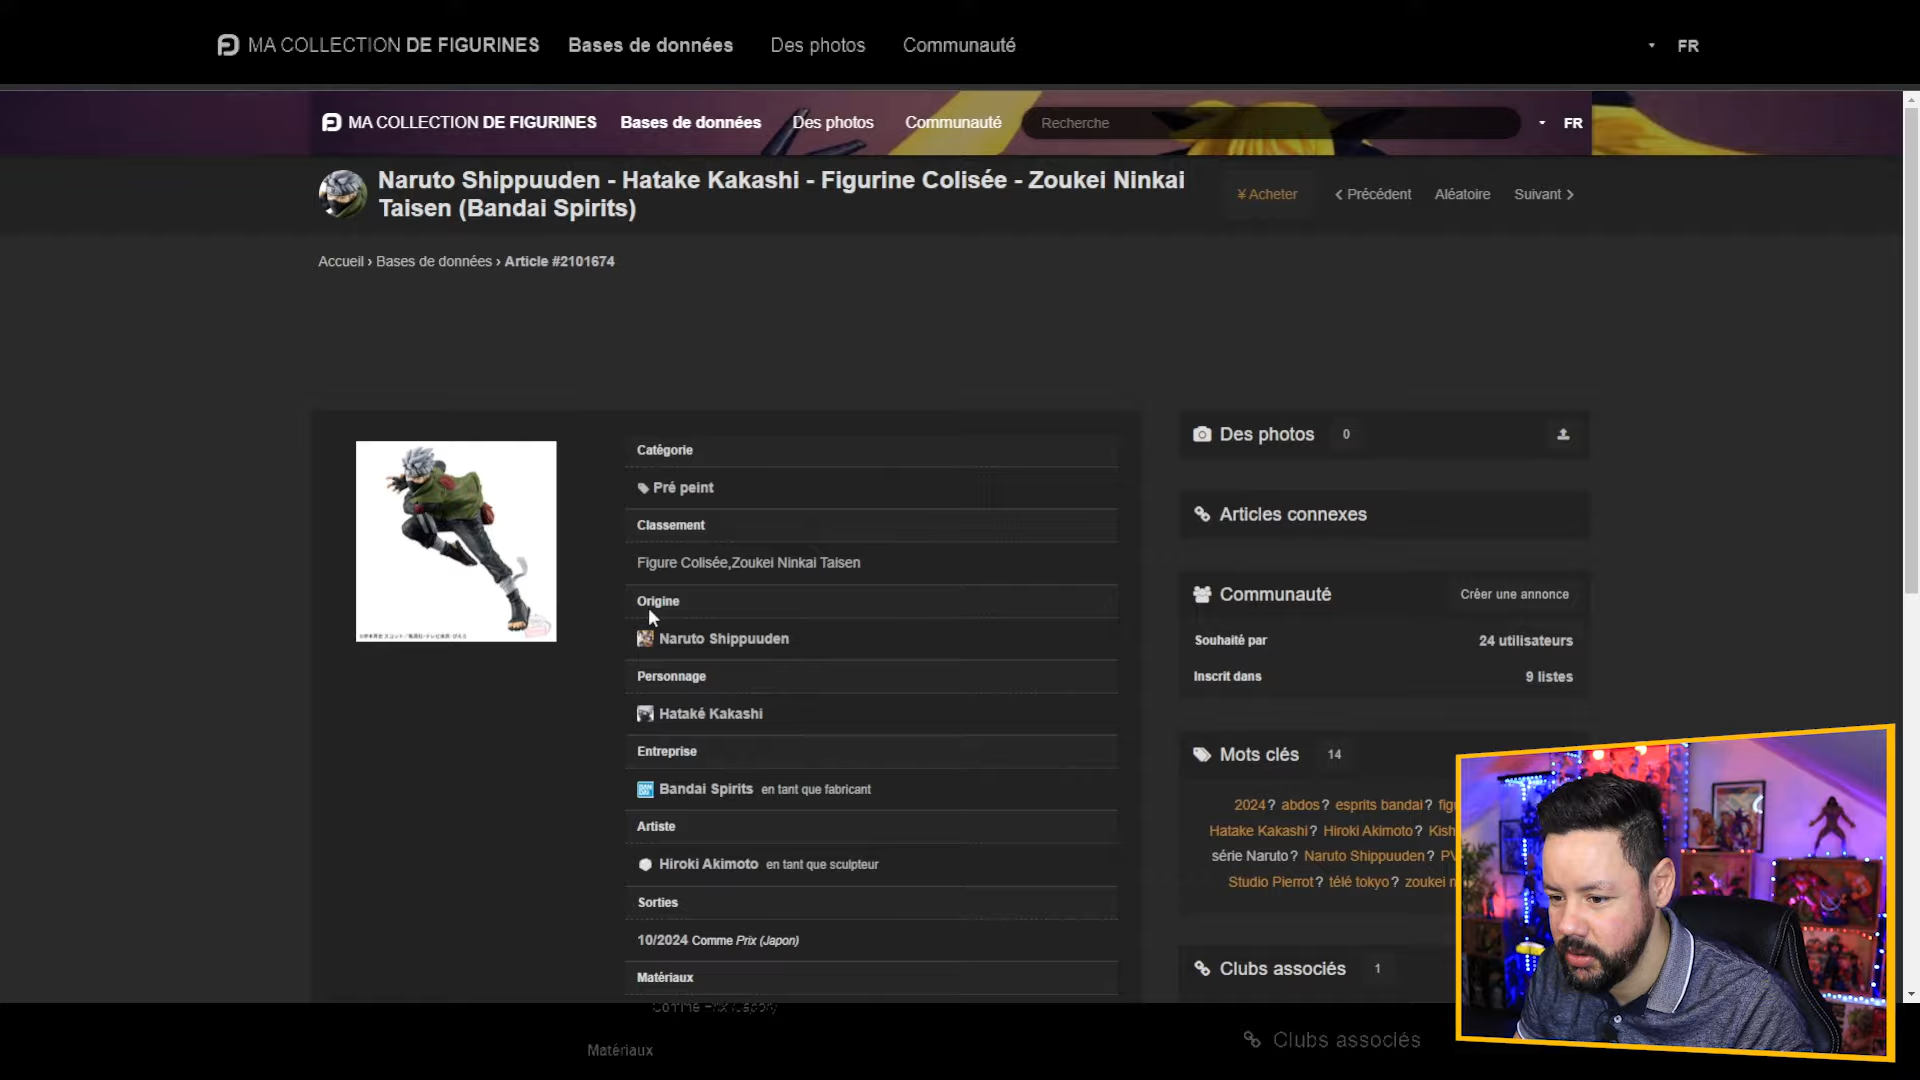 MA COLLECTION DE FIGURINES Bases de données Des photos Communauté FR
MA COLLECTION DE FIGURINES Bases de données Des photos Communauté Recherche FR
Naruto Shippuuden - Hatake Kakashi - Figurine Colisée - Zoukei Ninkai
Taisen (Bandai Spirits)
¥ Acheter Précédent Aléatoire Suivant
Accueil › Bases de données › Article #2101674
Catégorie
Pré peint
Classement
Figure Colisée,Zoukei Ninkai Taisen
Origine
Naruto Shippuuden
Personnage
Hataké Kakashi
Entreprise
Bandai Spirits en tant que fabricant
Artiste
Hiroki Akimoto en tant que sculpteur
Sorties
10/2024 Comme Prix (Japon)
Matériaux
Des photos 0
Articles connexes
Communauté Créer une annonce
Souhaité par 24 utilisateurs
Inscrit dans 9 listes
Mots clés 14
2024? abdos? esprits bandai? fig
Hatake Kakashi? Hiroki Akimoto? Kish
série Naruto? Naruto Shippuuden? PV
Studio Pierrot? télé tokyo? zoukei n
Clubs associés 1
Matériaux
Clubs associés